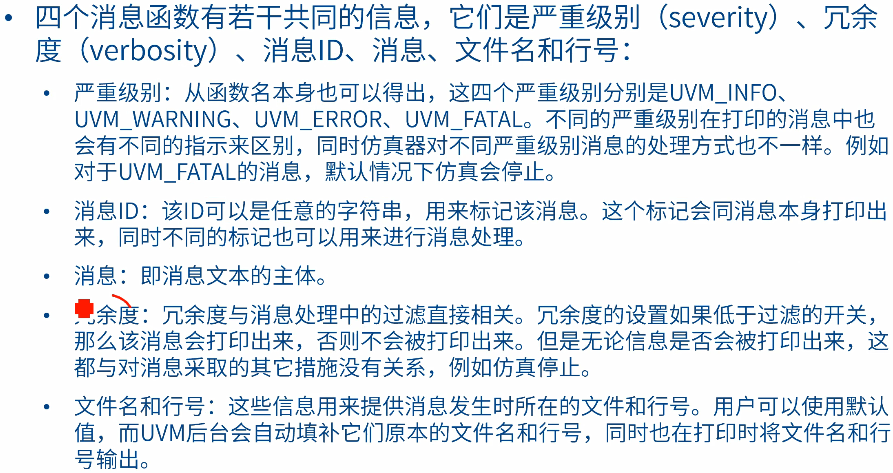 • 四个消息函数有若干共同的信息，它们是严重级别（severity）、冗余
度（verbosity）、消息ID、消息、文件名和行号：
• 严重级别：从函数名本身也可以得出，这四个严重级别分别是UVM_INFO、
UVM_WARNING、UVM_ERROR、UVM_FATAL。不同的严重级别在打印的消息中也
会有不同的指示来区别，同时仿真器对不同严重级别消息的处理方式也不一样。例如
对于UVM_FATAL的消息，默认情况下仿真会停止。
• 消息ID：该ID可以是任意的字符串，用来标记该消息。这个标记会同消息本身打印出
来，同时不同的标记也可以用来进行消息处理。
• 消息：即消息文本的主体。
• 冗余度：冗余度与消息处理中的过滤直接相关。冗余度的设置如果低于过滤的开关，
那么该消息会打印出来，否则不会被打印出来。但是无论信息是否会被打印出来，这
都与对消息采取的其它措施没有关系，例如仿真停止。
• 文件名和行号：这些信息用来提供消息发生时所在的文件和行号。用户可以使用默认
值，而UVM后台会自动填补它们原本的文件名和行号，同时也在打印时将文件名和行
号输出。